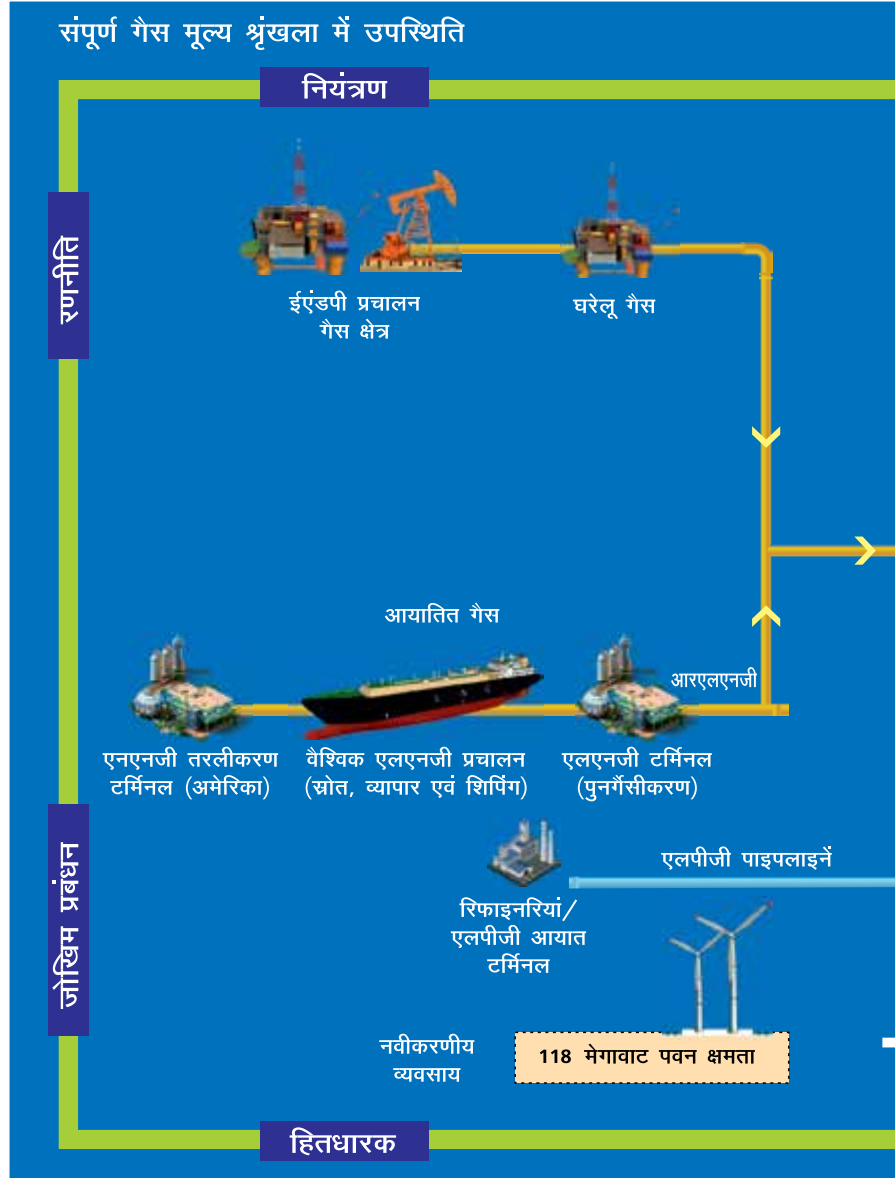 संपूर्ण गैस मूल्य श्रृंखला में उपस्थिति
नियंत्रण
रणनीति
ईएंडपी प्रचालन
गैस क्षेत्र
घरेलू गैस
आयातित गैस
आरएलएनजी
एनएनजी तरलीकरण
टर्मिनल (अमेरिका)
वैश्विक एलएनजी प्रचालन
(स्रोत, व्यापार एवं शिपिंग)
एलएनजी टर्मिनल
(पुनर्गैसीकरण)
जोखिम प्रबंधन
एलपीजी पाइपलाइनें
रिफाइनरियां/
एलपीजी आयात
टर्मिनल
नवीकरणीय
व्यवसाय
118 मेगावाट पवन क्षमता
हितधारक